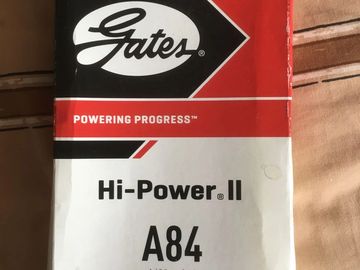 Gates®
POWERING PROGRESS™
Hi-Power® II
A84